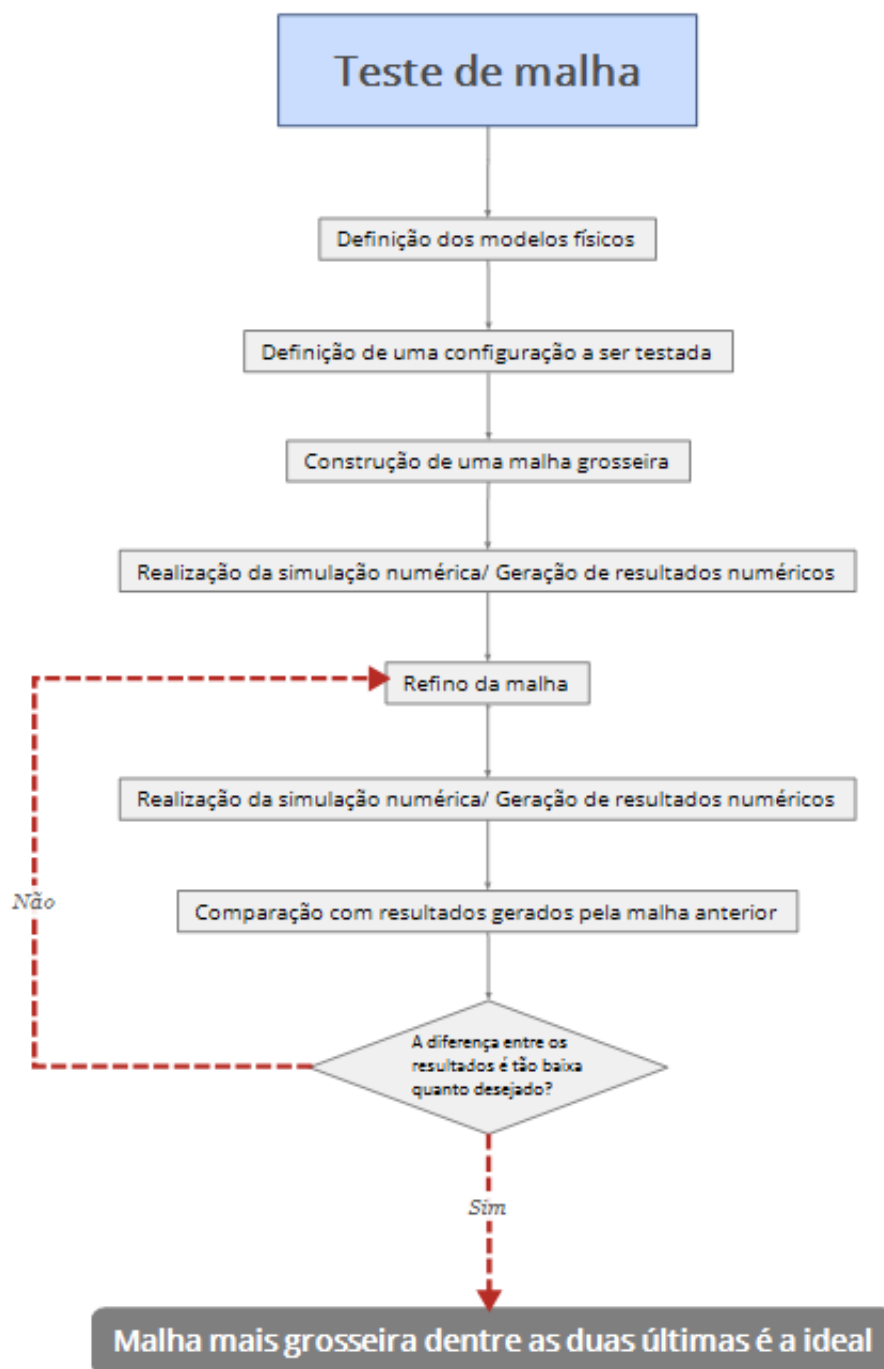 Teste de malha
Definição dos modelos físicos
Definição de uma configuração a ser testada
Construção de uma malha grosseira
Realização da simulação numérica/ Geração de resultados numéricos
Refino da malha
Realização da simulação numérica/ Geração de resultados numéricos
Não
Comparação com resultados gerados pela malha anterior
A diferença entre os
resultados é tão baixa
quanto desejado?
Sim
Malha mais grosseira dentre as duas últimas é a ideal